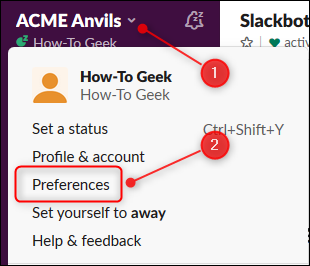 ACME Anvils
How-To Geek
Slackbot
activ
1
How-To Geek
How-To Geek
Set a status Ctrl+Shift+Y
Profile & account
2
Preferences
Set yourself to away
Help & feedback